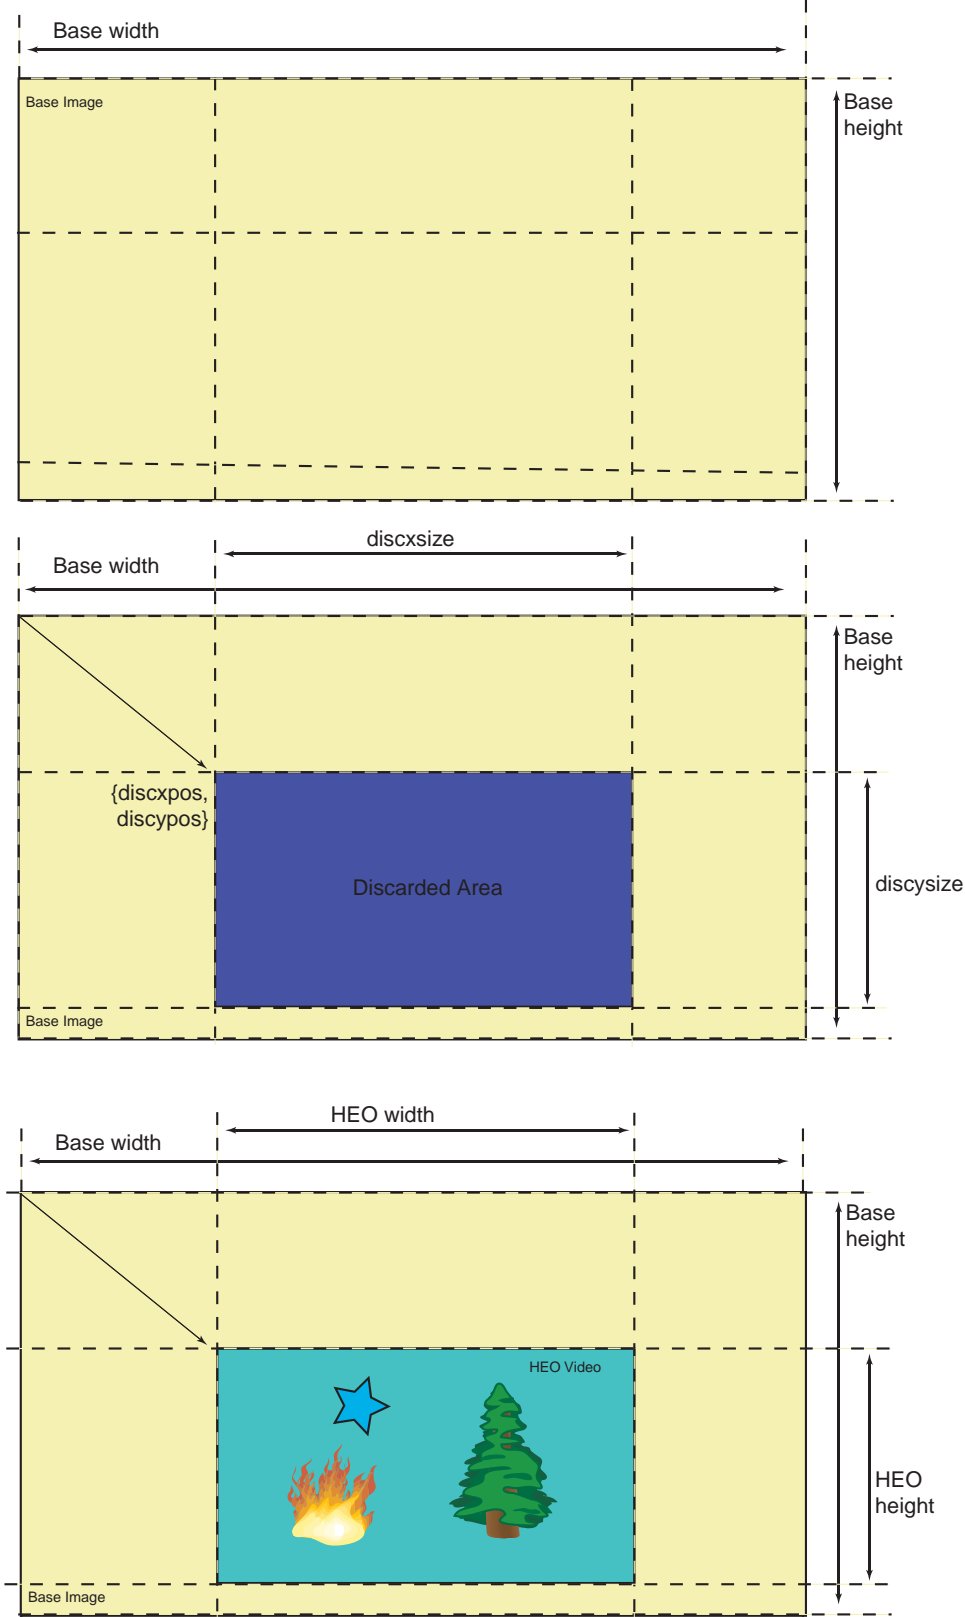 Base width
Base Image
Base
height
discxsize
Base width
Base
height
{discxpos,
discypos}
Discarded Area
discysize
Base Image
HEO width
Base width
Base
height
HEO Video
HEO
height
Base Image